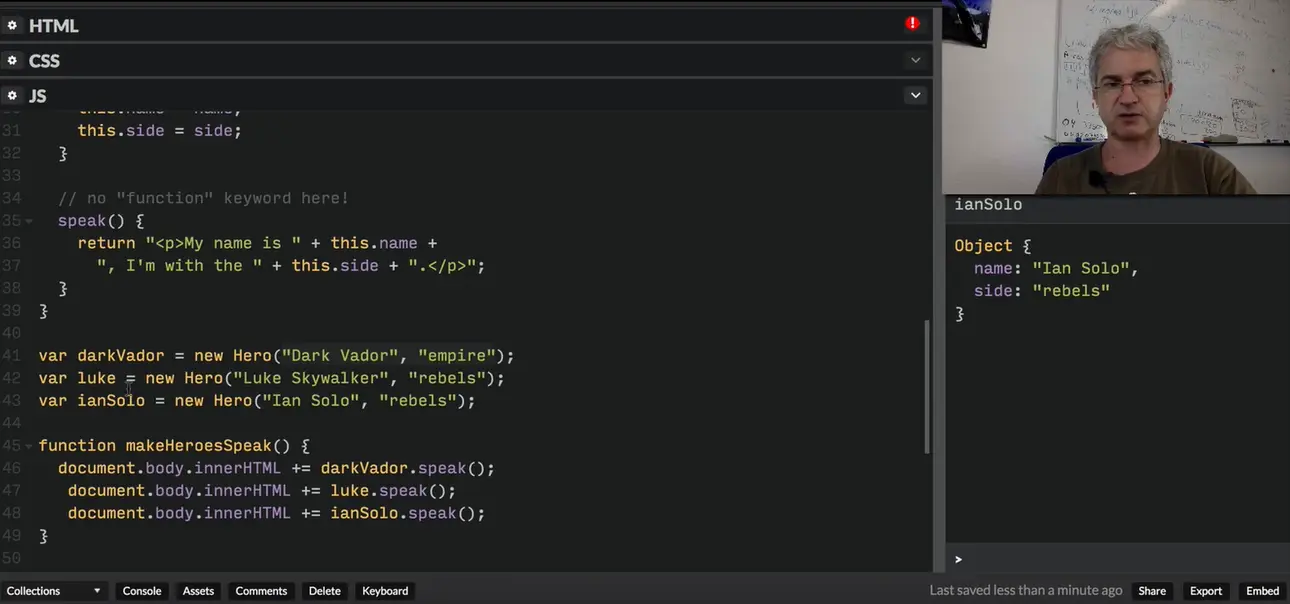 HTML
!
CSS
JS
31 this.side = side;
32 }
33
34 // no "function" keyword here!
35 speak() {
36 return "<p>My name is " + this.name +
37 ", I'm with the " + this.side + ".</p>";
38 }
39 }
40
41 var darkVador = new Hero("Dark Vador", "empire");
42 var luke = new Hero("Luke Skywalker", "rebels");
43 var ianSolo = new Hero("Ian Solo", "rebels");
44
45 function makeHeroesSpeak() {
46 document.body.innerHTML += darkVador.speak();
47 document.body.innerHTML += luke.speak();
48 document.body.innerHTML += ianSolo.speak();
49 }
50
ianSolo
Object {
name: "Ian Solo",
side: "rebels"
}
>
Collections Console Assets Comments Delete Keyboard Last saved less than a minute ago Share Export Embed